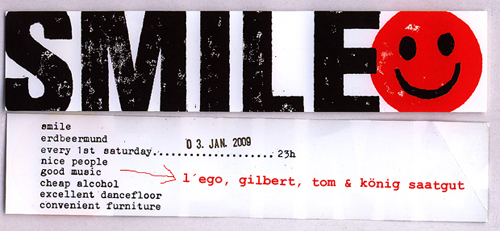 SMILE
smile
erdbeermund
03. JAN. 2009
every 1st saturday...................... 23h
nice people
good music
l´ego, gilbert, tom & könig saatgut
cheap alcohol
excellent dancefloor
convenient furniture